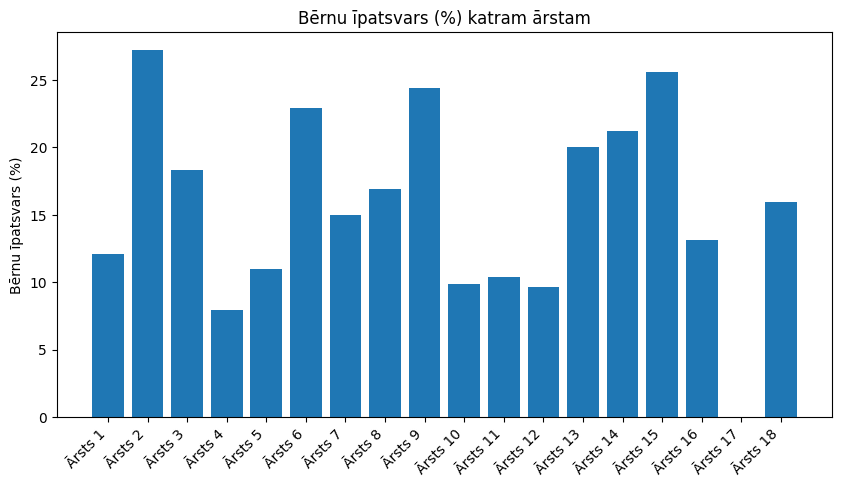 Bērnu īpatsvars (%) katram ārstam
Bērnu īpatsvars (%)
25
20
15
10
5
0
Ārsts 1
Ārsts 2
Ārsts 3
Ārsts 4
Ārsts 5
Ārsts 6
Ārsts 7
Ārsts 8
Ārsts 9
Ārsts 10
Ārsts 11
Ārsts 12
Ārsts 13
Ārsts 14
Ārsts 15
Ārsts 16
Ārsts 17
Ārsts 18